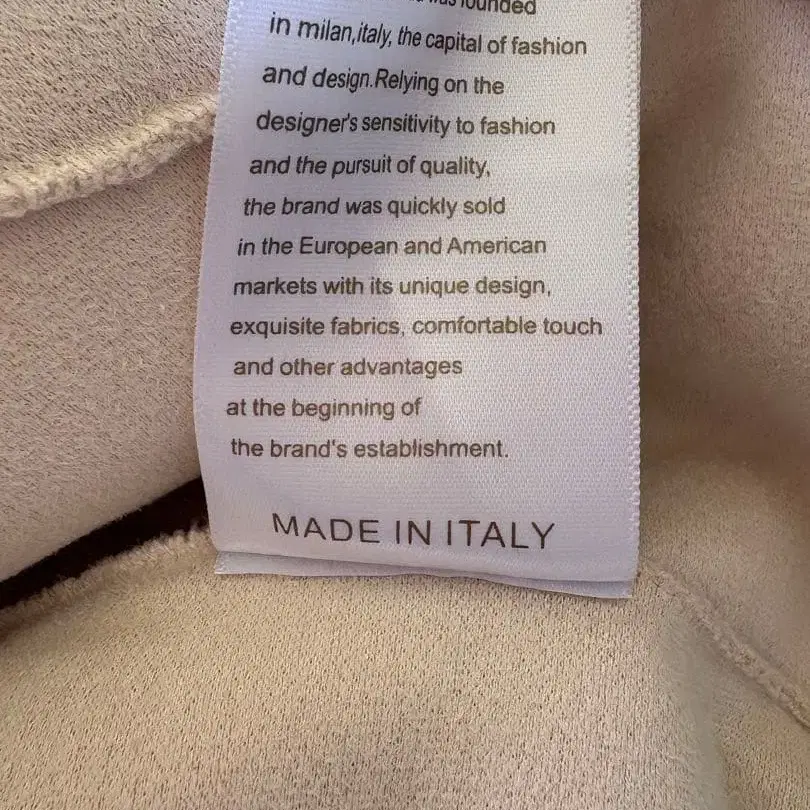 was founded
in milan,italy, the capital of fashion
and design.Relying on the
designer's sensitivity to fashion
and the pursuit of quality,
the brand was quickly sold
in the European and American
markets with its unique design,
exquisite fabrics, comfortable touch
and other advantages
at the beginning of
the brand's establishment.
MADE IN ITALY